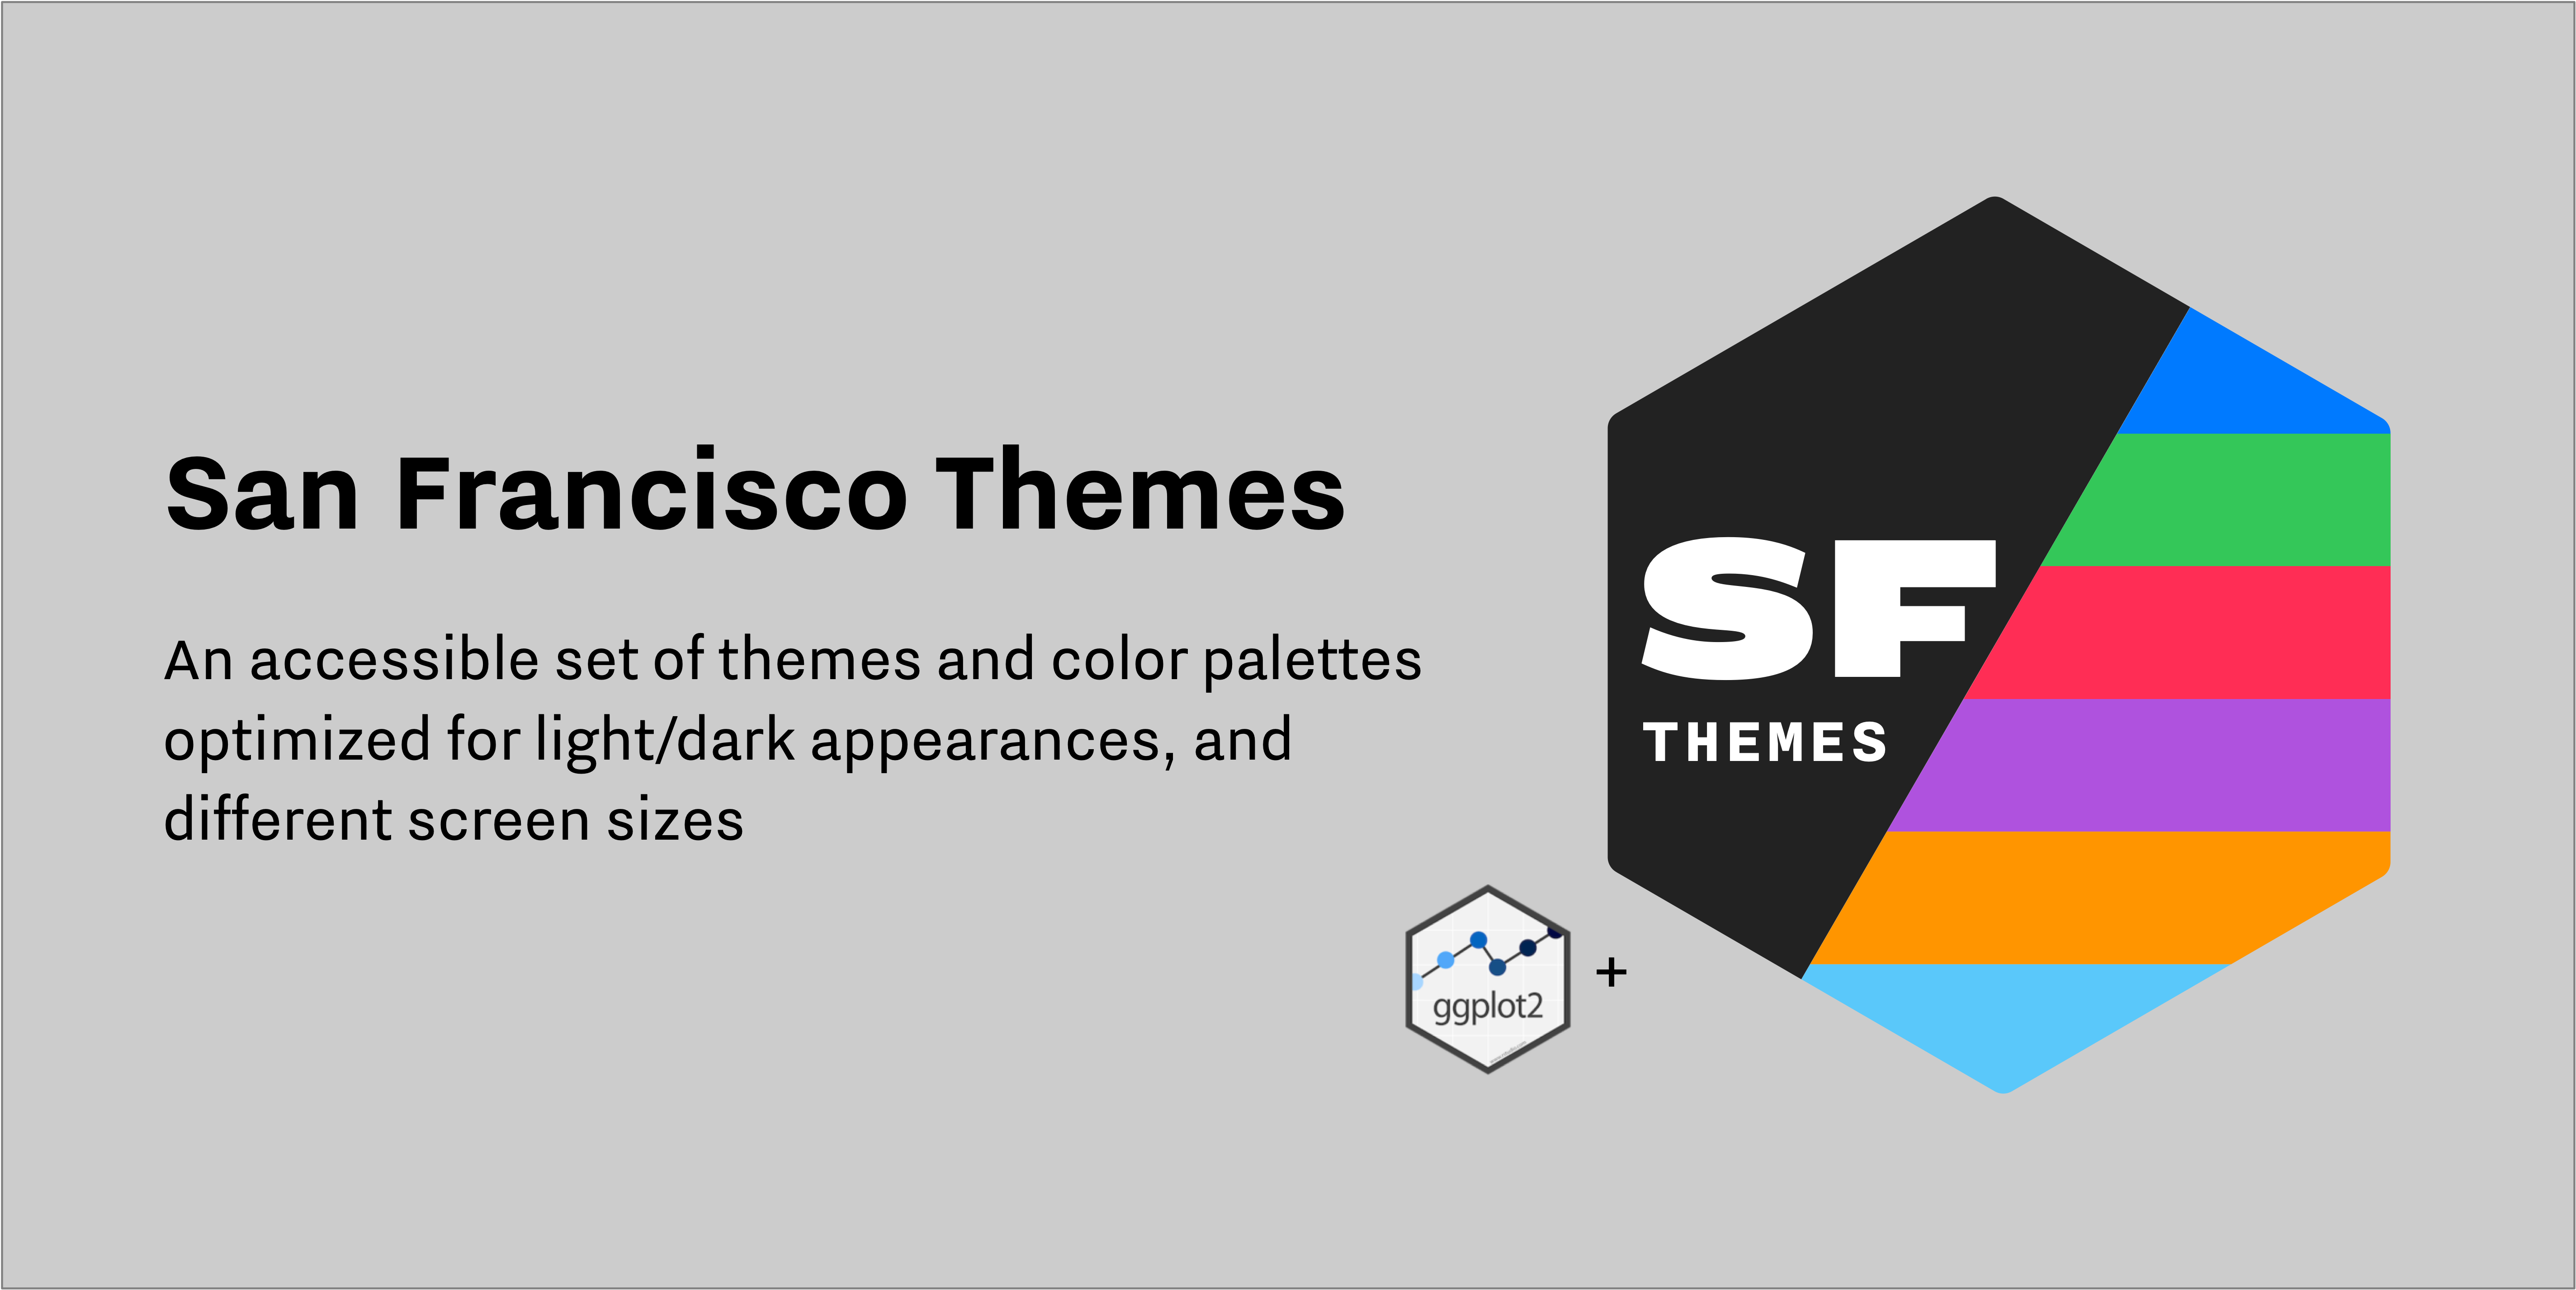 San Francisco Themes
An accessible set of themes and color palettes
optimized for light/dark appearances, and
different screen sizes
SF
THEMES
ggplot2
+